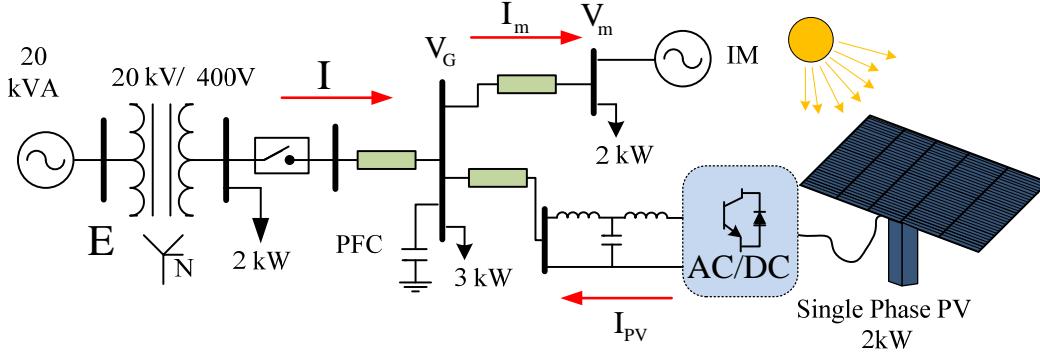 20
kVA
20 kV/ 400V
I
V_G
I_m
V_m
IM
E
N
2 kW
PFC
3 kW
2 kW
AC/DC
I_PV
Single Phase PV
2kW